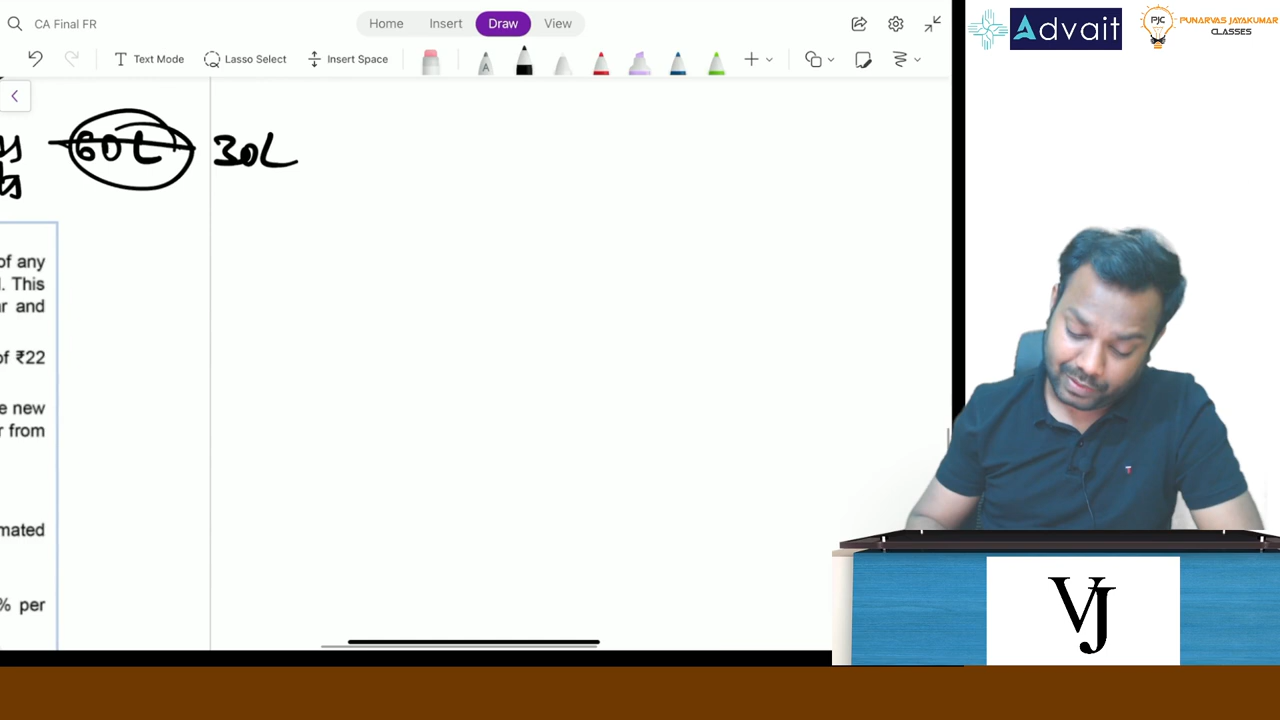 CA Final FR
Home Insert Draw View
Advait
PJC
PUNARVAS JAYAKUMAR
CLASSES
Text Mode
Lasso Select
Insert Space
A
60L 30L
of any
. This
r and
of ₹22
e new
r from
mated
% per
VJ